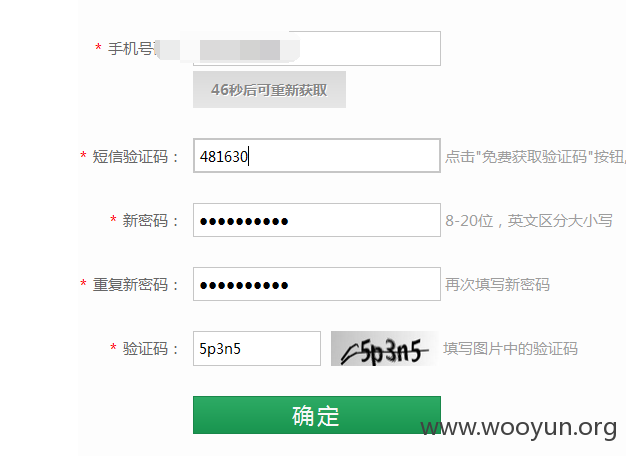 * 手机号
46秒后可重新获取
* 短信验证码： 481630 点击"免费获取验证码"按钮,
* 新密码： ●●●●●●●●●● 8-20位，英文区分大小写
* 重复新密码： ●●●●●●●●●● 再次填写新密码
* 验证码： 5p3n5 5p3n5 填写图片中的验证码
确定
www.wooyun.org